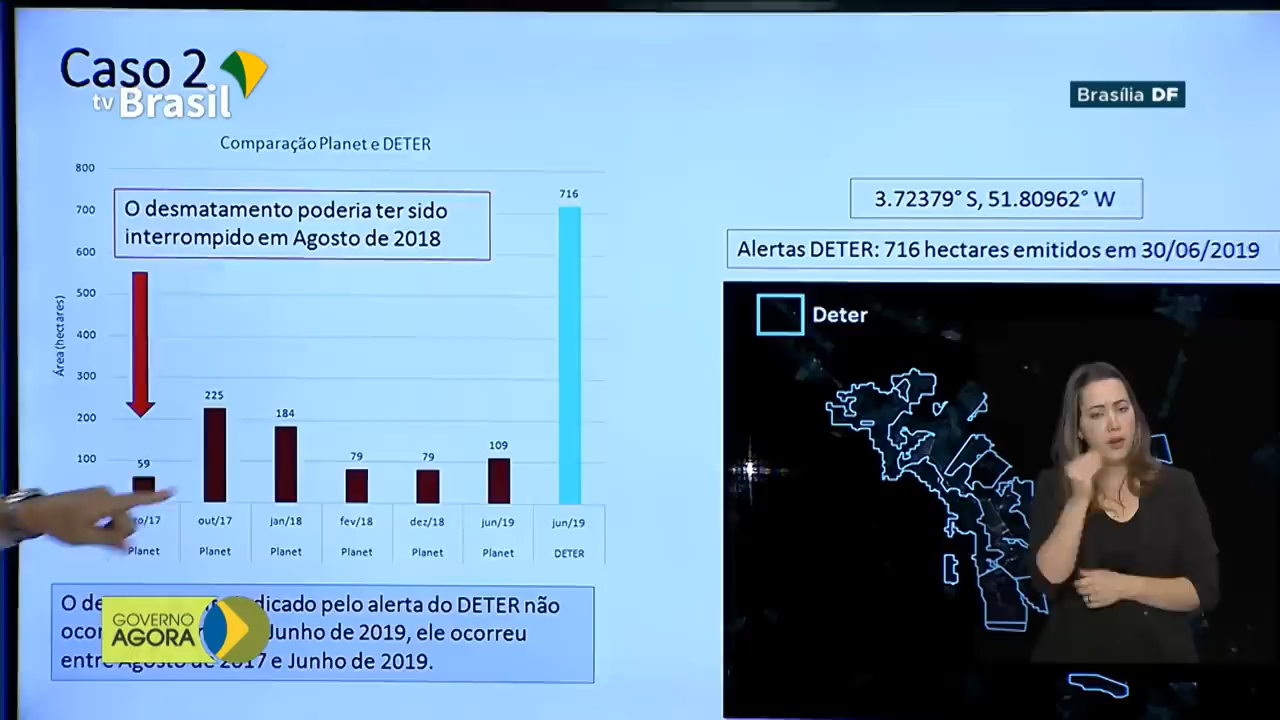 Caso 2
tv Brasil
Brasília DF
Comparação Planet e DETER
Área (hectares)
800
700
600
500
400
300
200
100
O desmatamento poderia ter sido
interrompido em Agosto de 2018
59
225
184
79
79
109
716
o/17
out/17
jan/18
fev/18
dez/18
jun/19
jun/19
Planet
Planet
Planet
Planet
Planet
Planet
DETER
O de dicado pelo alerta do DETER não
Junho de 2019, ele ocorreu
entre Agosto de 2017 e Junho de 2019.
GOVERNO
AGORA
3.72379° S, 51.80962° W
Alertas DETER: 716 hectares emitidos em 30/06/2019
Deter